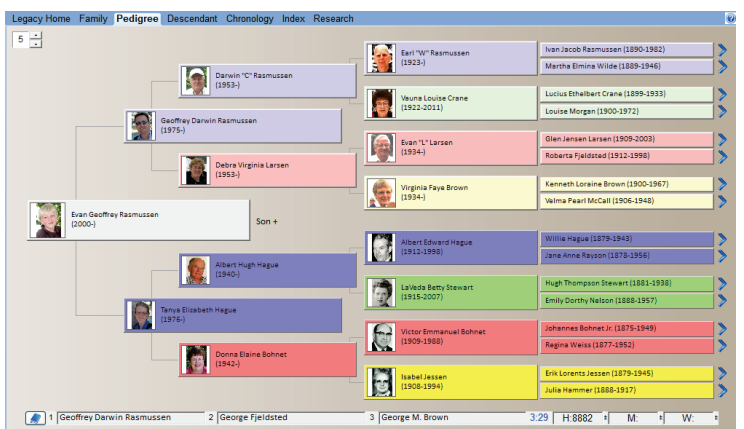 Legacy Home Family Pedigree Descendant Chronology Index Research
5
Ivan Jacob Rasmussen (1890-1982)
Earl "W" Rasmussen
(1923-)
Martha Elmina Wilde (1889-1946)
Darwin "C" Rasmussen
(1953-)
Lucius Ethelbert Crane (1899-1933)
Vauna Louise Crane
(1922-2011)
Louise Morgan (1900-1972)
Geoffrey Darwin Rasmussen
(1975-)
Glen Jensen Larsen (1909-2003)
Evan "L" Larsen
(1934-)
Roberta Fjeldsted (1912-1998)
Debra Virginia Larsen
(1953-)
Kenneth Loraine Brown (1900-1967)
Virginia Faye Brown
(1934-)
Velma Pearl McCall (1906-1948)
Evan Geoffrey Rasmussen
(2000-)
Son +
Willie Hague (1879-1943)
Albert Edward Hague
(1912-1998)
Jane Anne Rayson (1878-1956)
Albert Hugh Hague
(1940-)
Hugh Thompson Stewart (1881-1938)
LaVeda Betty Stewart
(1915-2007)
Emily Dorthy Nelson (1888-1957)
Tanya Elizabeth Hague
(1976-)
Johannes Bohnet Jr. (1875-1949)
Victor Emmanuel Bohnet
(1909-1988)
Regina Weiss (1877-1952)
Donna Elaine Bohnet
(1942-)
Erik Lorents Jessen (1879-1945)
Isabel Jessen
(1908-1994)
Julia Hammer (1888-1917)
1 Geoffrey Darwin Rasmussen 2 George Fjeldsted 3 George M. Brown 3:29 H:8882 M: W: